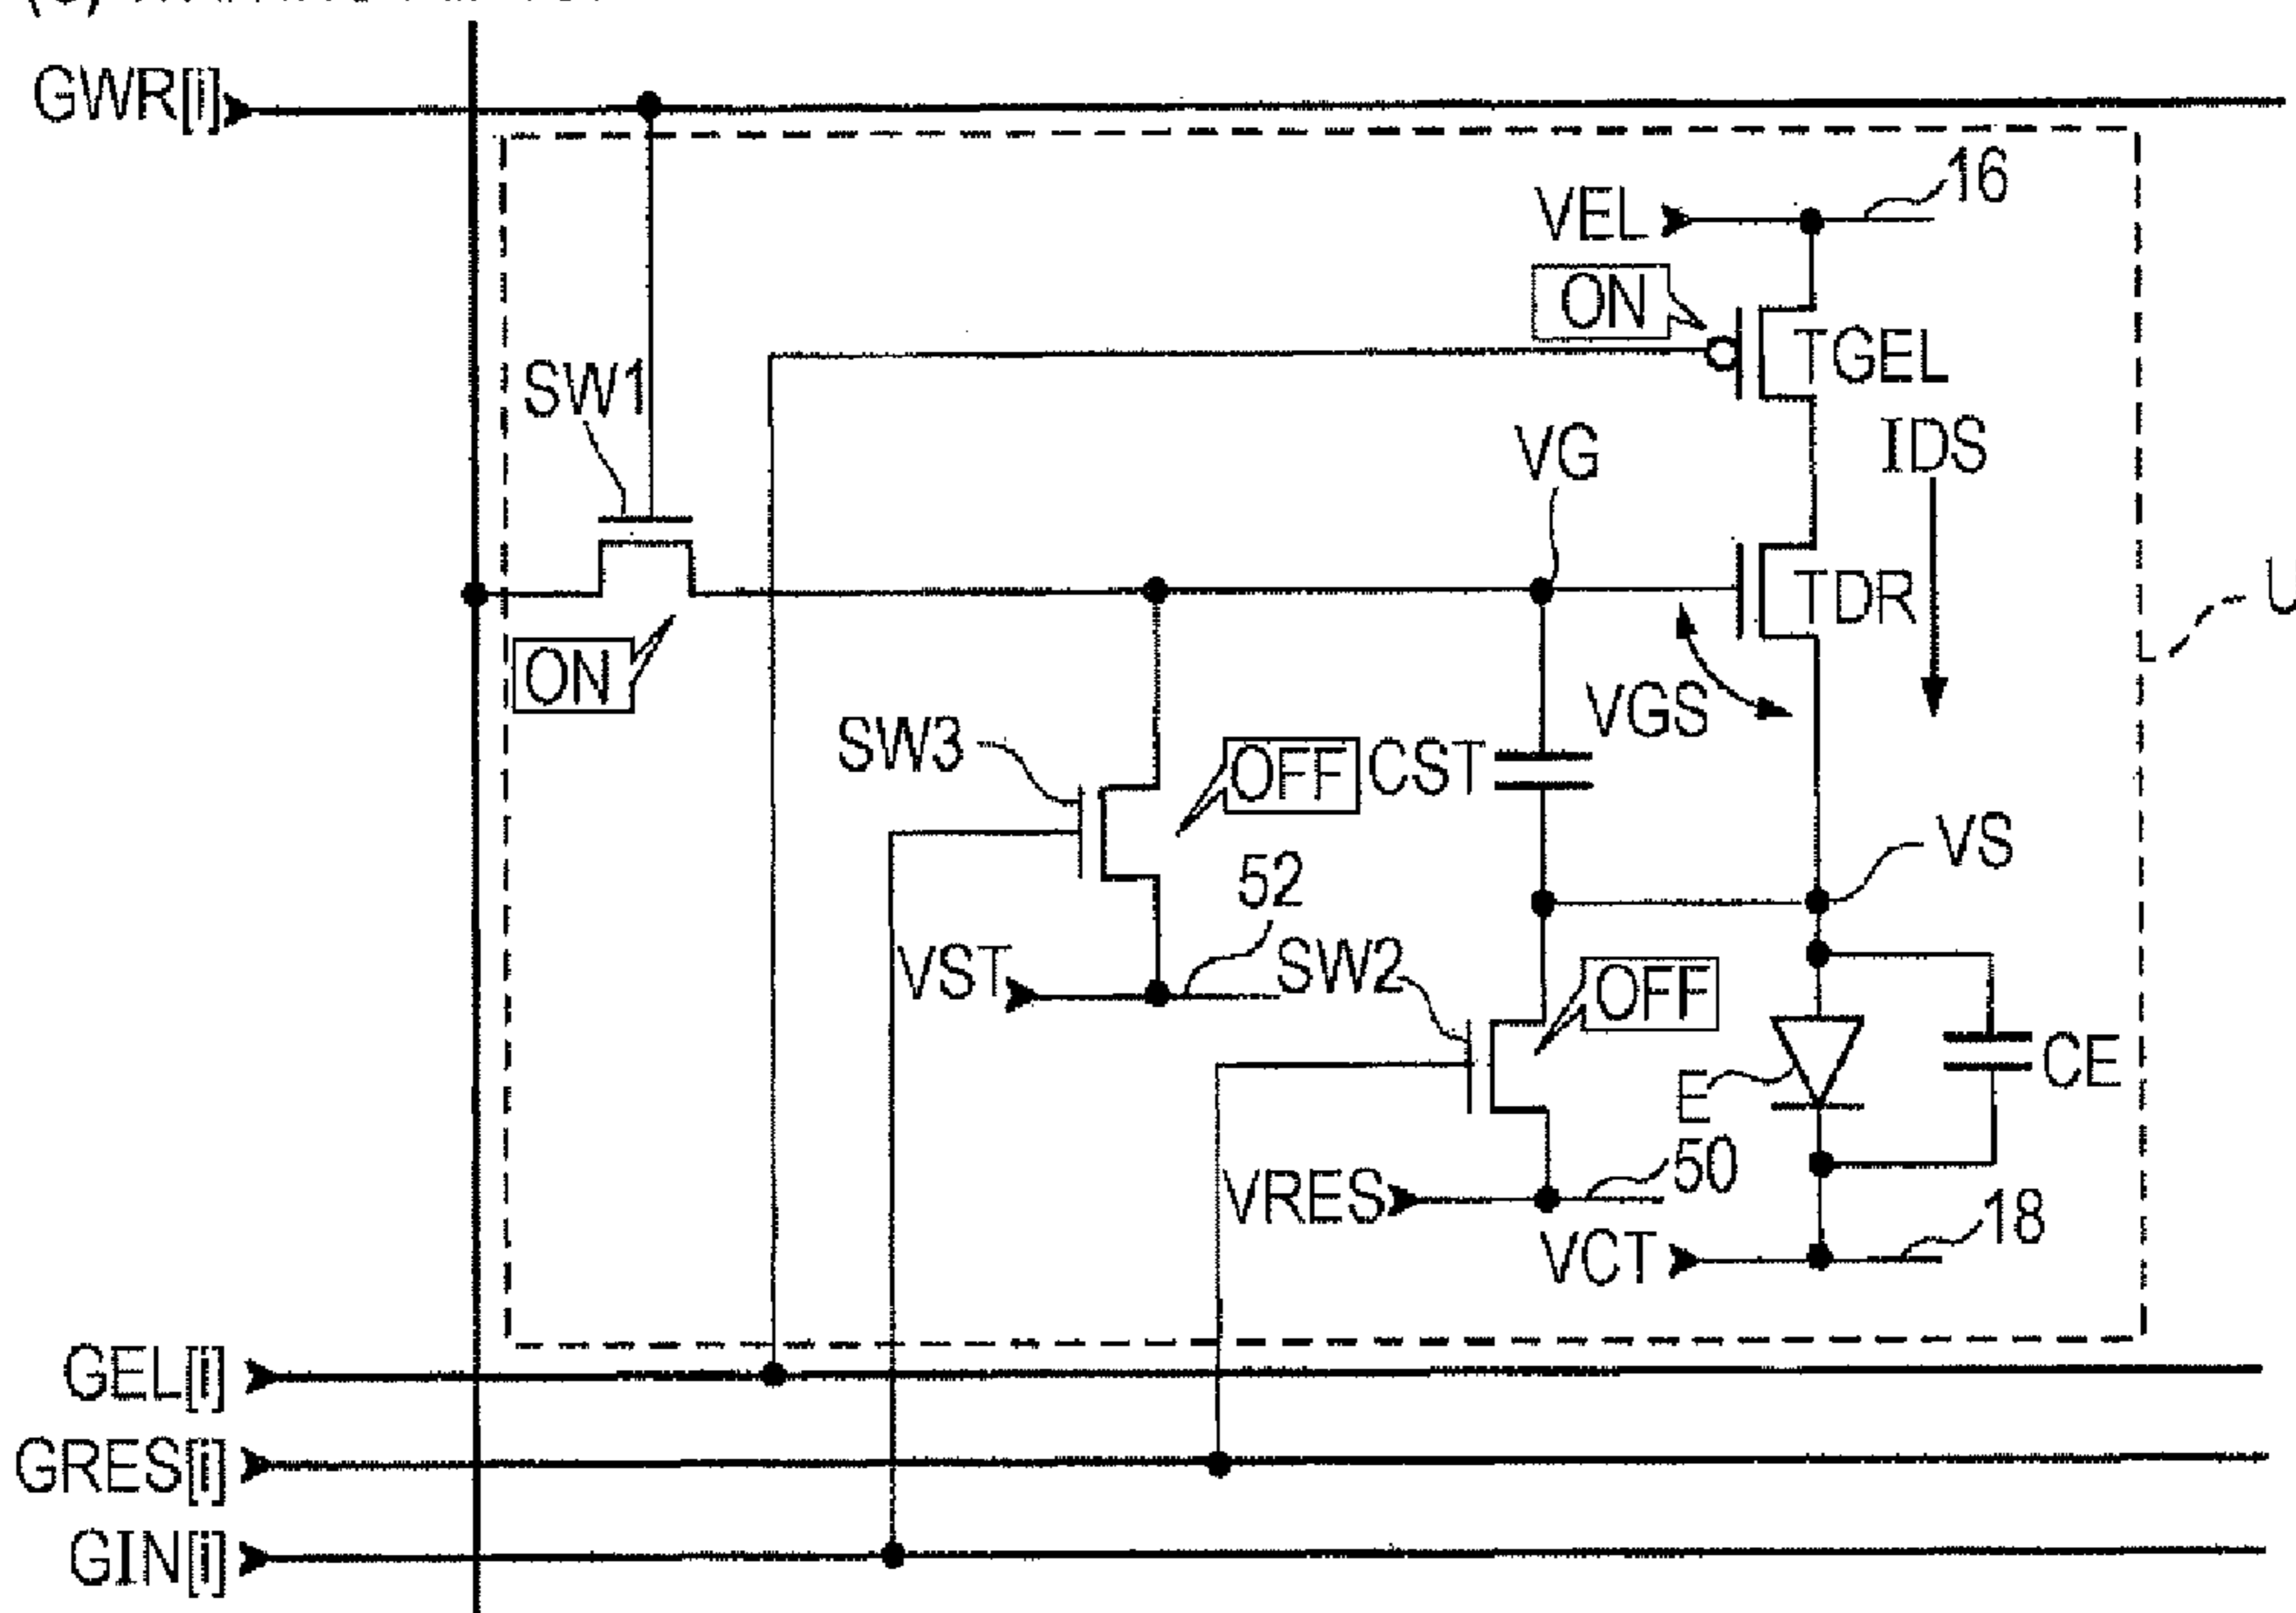 GWR[i]
16
VEL
ON
TGEL
SW1
VG
IDS
TDR
U
ON
VGS
SW3
OFF
CST
VS
52
VST
SW2
OFF
CE
E
50
VRES
18
VCT
GEL[i]
GRES[i]
GIN[i]